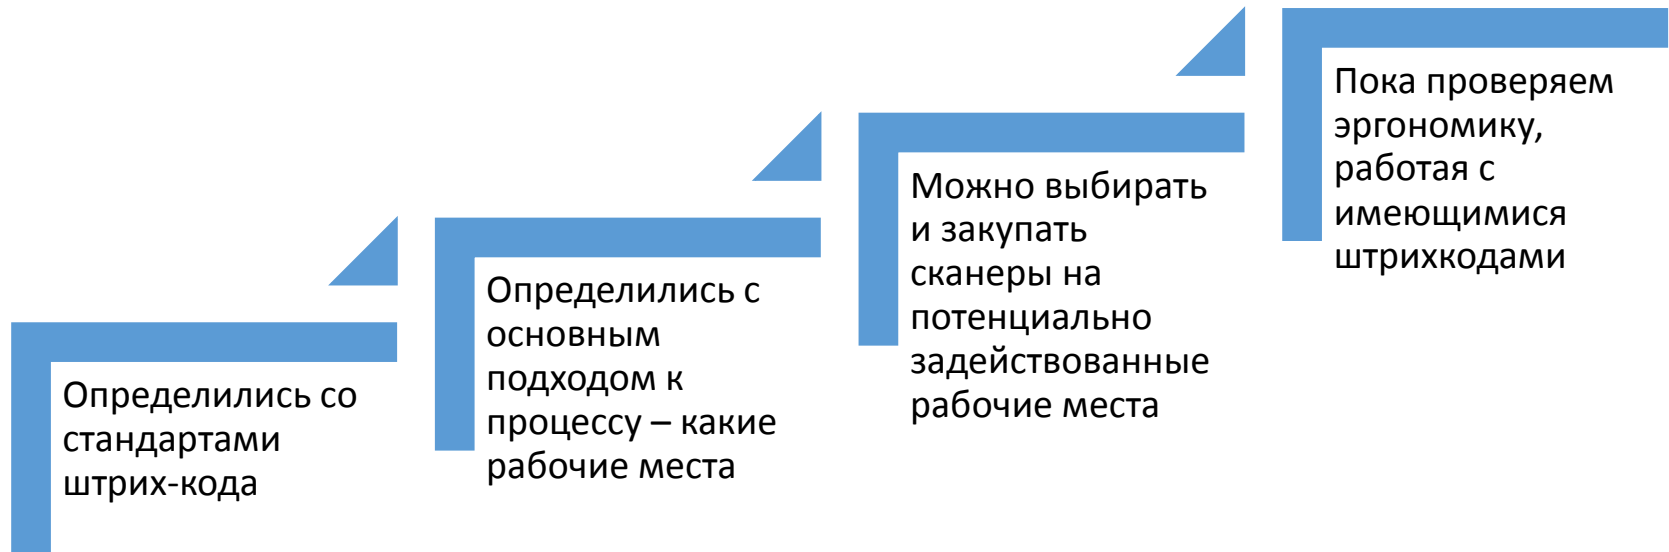 Определились со
стандартами
штрих-кода
Определились с
основным
подходом к
процессу – какие
рабочие места
Можно выбирать
и закупать
сканеры на
потенциально
задействованные
рабочие места
Пока проверяем
эргономику,
работая с
имеющимися
штрихкодами